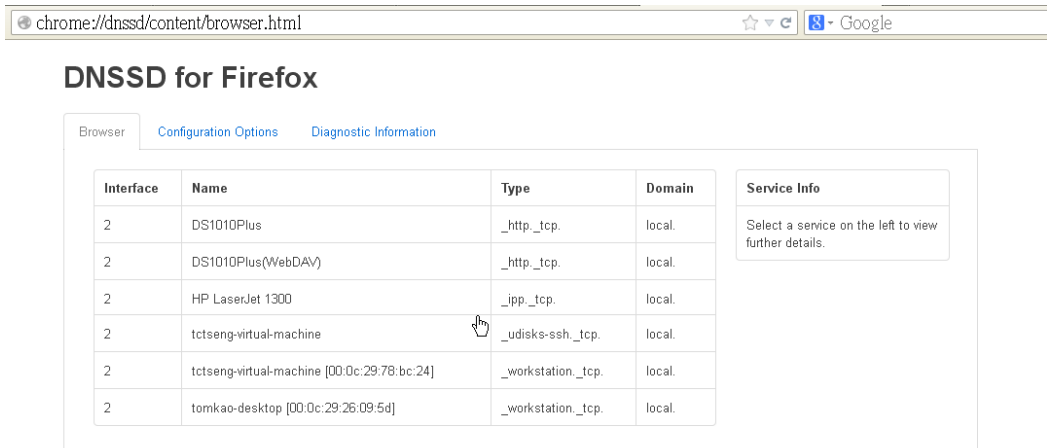 chrome://dnssd/content/browser.html
8 Google
DNSSD for Firefox
Browser Configuration Options Diagnostic Information
Interface Name Type Domain Service Info
2 DS1010Plus _http._tcp. local. Select a service on the left to view
further details.
2 DS1010Plus(WebDAV) _http._tcp. local.
2 HP LaserJet 1300 _ipp._tcp. local.
2 tctseng-virtual-machine _udisks-ssh._tcp. local.
2 tctseng-virtual-machine [00:0c:29:78:bc:24] _workstation._tcp. local.
2 tomkao-desktop [00:0c:29:26:09:5d] _workstation._tcp. local.